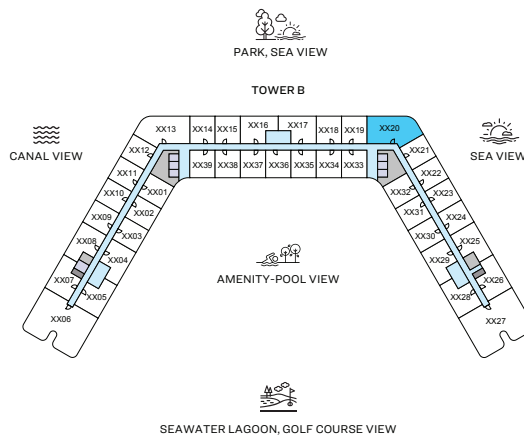 PARK, SEA VIEW
TOWER B
XX13
XX14
XX15
XX16
XX17
XX18
XX19
XX20
CANAL VIEW
SEA VIEW
XX12
XX11
XX10
XX09
XX08
XX07
XX06
XX01
XX02
XX03
XX04
XX05
XX39
XX38
XX37
XX36
XX35
XX34
XX33
XX21
XX22
XX23
XX24
XX25
XX26
XX27
XX32
XX31
XX30
XX29
XX28
AMENITY-POOL VIEW
SEAWATER LAGOON, GOLF COURSE VIEW